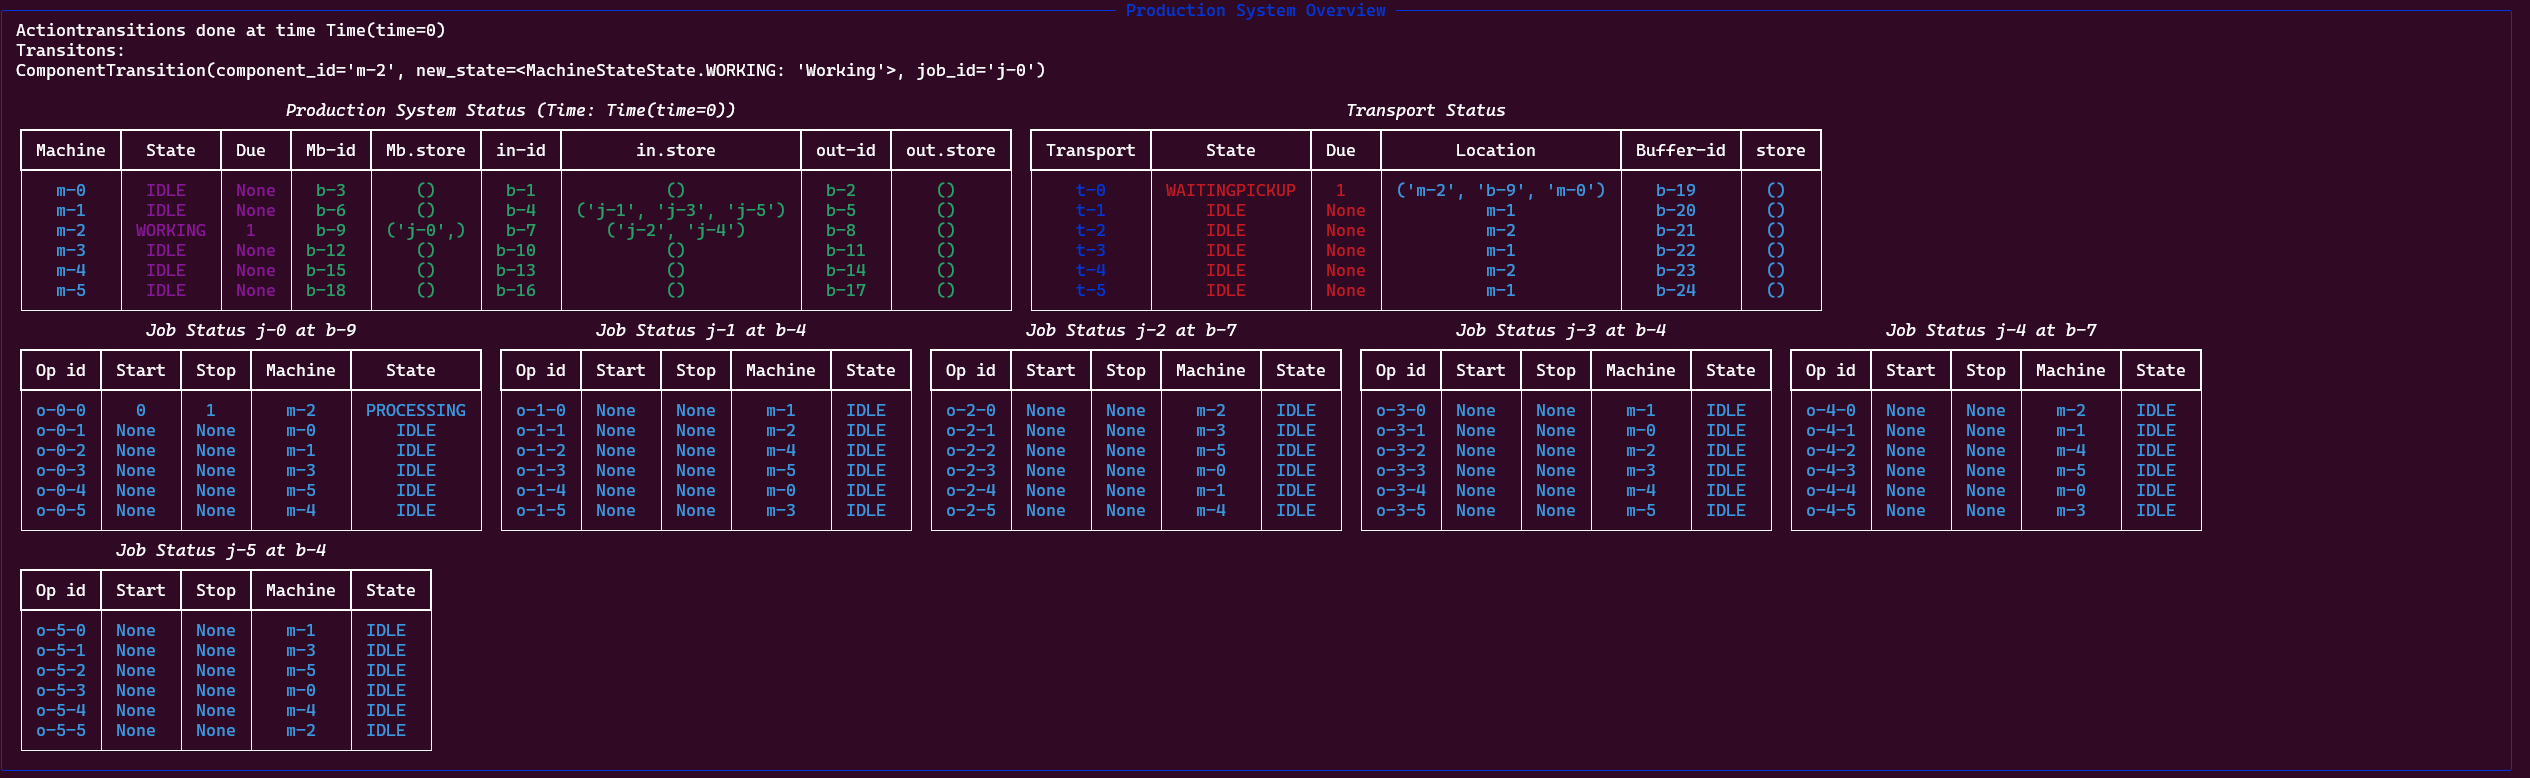 Production System Overview
Actiontransitions done at time Time(time=0)
Transitons:
ComponentTransition(component_id='m-2', new_state=<MachineStateState.WORKING: 'Working'>, job_id='j-0')
Production System Status (Time: Time(time=0)) Transport Status
Machine State Due Mb-id Mb.store in-id in.store out-id out.store Transport State Due Location Buffer-id store
m-0 IDLE None b-3 () b-1 () b-2 () t-0 WAITINGPICKUP 1 ('m-2', 'b-9', 'm-0') b-19 ()
m-1 IDLE None b-6 () b-4 ('j-1', 'j-3', 'j-5') b-5 () t-1 IDLE None m-1 b-20 ()
m-2 WORKING 1 b-9 ('j-0',) b-7 ('j-2', 'j-4') b-8 () t-2 IDLE None m-2 b-21 ()
m-3 IDLE None b-12 () b-10 () b-11 () t-3 IDLE None m-1 b-22 ()
m-4 IDLE None b-15 () b-13 () b-14 () t-4 IDLE None m-2 b-23 ()
m-5 IDLE None b-18 () b-16 () b-17 () t-5 IDLE None m-1 b-24 ()
Job Status j-0 at b-9 Job Status j-1 at b-4 Job Status j-2 at b-7 Job Status j-3 at b-4 Job Status j-4 at b-7
Op id Start Stop Machine State Op id Start Stop Machine State Op id Start Stop Machine State Op id Start Stop Machine State Op id Start Stop Machine State
o-0-0 0 1 m-2 PROCESSING o-1-0 None None m-1 IDLE o-2-0 None None m-2 IDLE o-3-0 None None m-1 IDLE o-4-0 None None m-2 IDLE
o-0-1 None None m-0 IDLE o-1-1 None None m-2 IDLE o-2-1 None None m-3 IDLE o-3-1 None None m-0 IDLE o-4-1 None None m-1 IDLE
o-0-2 None None m-1 IDLE o-1-2 None None m-4 IDLE o-2-2 None None m-5 IDLE o-3-2 None None m-2 IDLE o-4-2 None None m-4 IDLE
o-0-3 None None m-3 IDLE o-1-3 None None m-5 IDLE o-2-3 None None m-0 IDLE o-3-3 None None m-3 IDLE o-4-3 None None m-5 IDLE
o-0-4 None None m-5 IDLE o-1-4 None None m-0 IDLE o-2-4 None None m-1 IDLE o-3-4 None None m-4 IDLE o-4-4 None None m-0 IDLE
o-0-5 None None m-4 IDLE o-1-5 None None m-3 IDLE o-2-5 None None m-4 IDLE o-3-5 None None m-5 IDLE o-4-5 None None m-3 IDLE
Job Status j-5 at b-4
Op id Start Stop Machine State
o-5-0 None None m-1 IDLE
o-5-1 None None m-3 IDLE
o-5-2 None None m-5 IDLE
o-5-3 None None m-0 IDLE
o-5-4 None None m-4 IDLE
o-5-5 None None m-2 IDLE